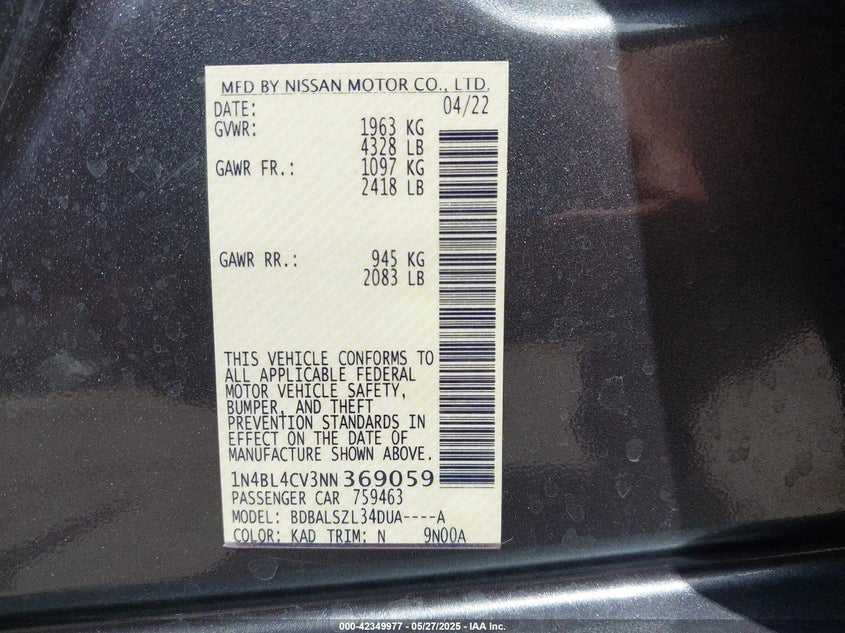 MFD BY NISSAN MOTOR CO., LTD.
DATE: 04/22
GVWR: 1963 KG
4328 LB
GAWR FR.: 1097 KG
2418 LB
GAWR RR.: 945 KG
2083 LB
THIS VEHICLE CONFORMS TO
ALL APPLICABLE FEDERAL
MOTOR VEHICLE SAFETY,
BUMPER, AND THEFT
PREVENTION STANDARDS IN
EFFECT ON THE DATE OF
MANUFACTURE SHOWN ABOVE.
1N4BL4CV3NN369059
PASSENGER CAR 759463
MODEL: BDBALSZL34DUA----A
COLOR: KAD TRIM: N 9N00A
000-42349977 - 05/27/2025 - IAA Inc.